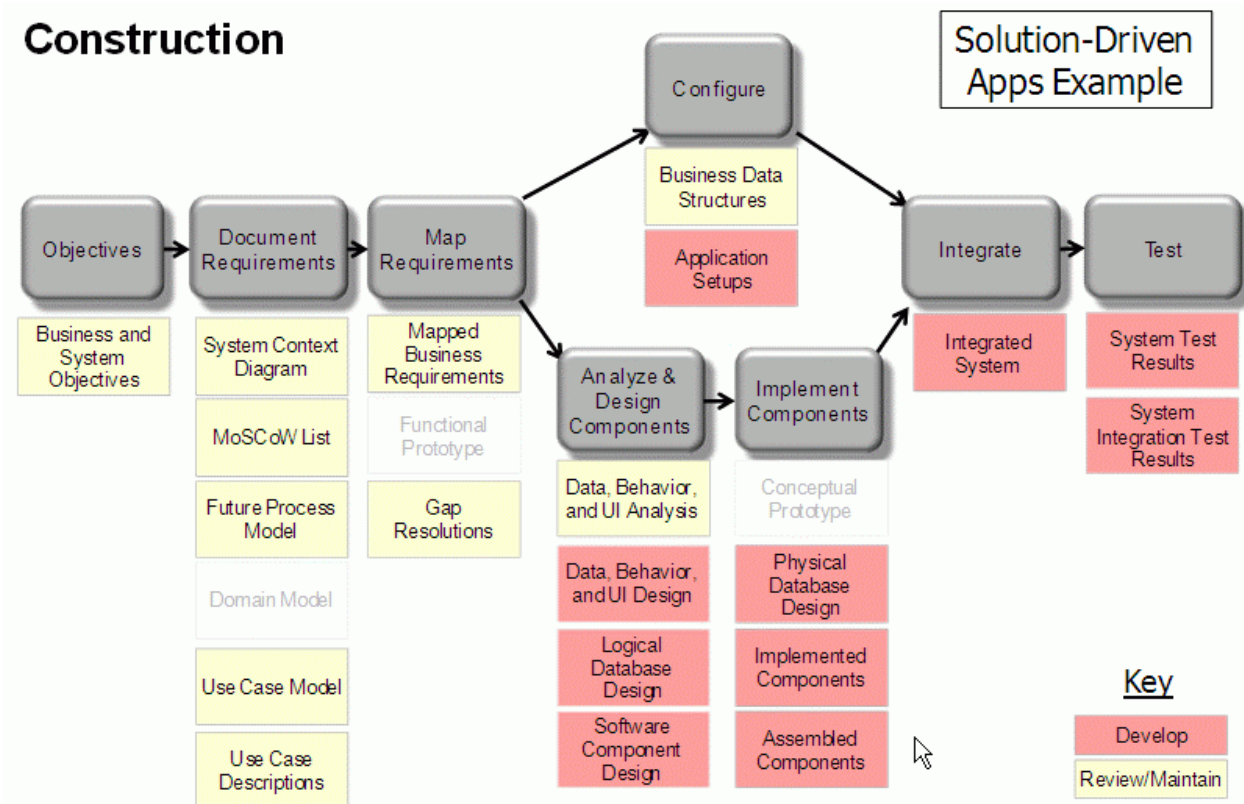 Construction
Solution-Driven
Apps Example
Configure
Business Data
Structures
Application
Setups
Objectives
Business and
System
Objectives
Document
Requirements
System Context
Diagram
MoSCoW List
Future Process
Model
Domain Model
Use Case Model
Use Case
Descriptions
Map
Requirements
Mapped
Business
Requirements
Functional
Prototype
Gap
Resolutions
Analyze &
Design
Components
Data, Behavior,
and UI Analysis
Data, Behavior,
and UI Design
Logical
Database
Design
Software
Component
Design
Implement
Components
Conceptual
Prototype
Physical
Database
Design
Implemented
Components
Assembled
Components
Integrate
Integrated
System
Test
System Test
Results
System
Integration Test
Results
Key
Develop
Review/Maintain